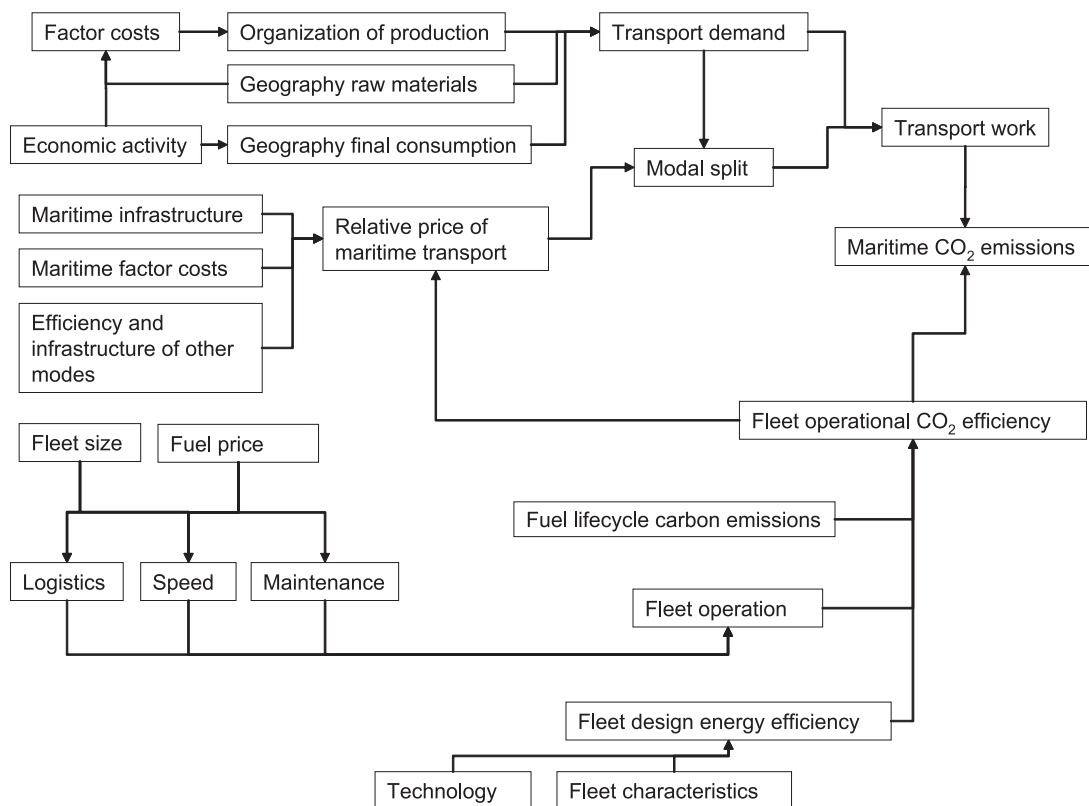 Factor costs
Organization of production
Transport demand
Geography raw materials
Economic activity
Geography final consumption
Transport work
Modal split
Maritime infrastructure
Relative price of
maritime transport
Maritime factor costs
Maritime CO₂ emissions
Efficiency and
infrastructure of other
modes
Fleet operational CO₂ efficiency
Fleet size
Fuel price
Fuel lifecycle carbon emissions
Logistics
Speed
Maintenance
Fleet operation
Fleet design energy efficiency
Technology
Fleet characteristics